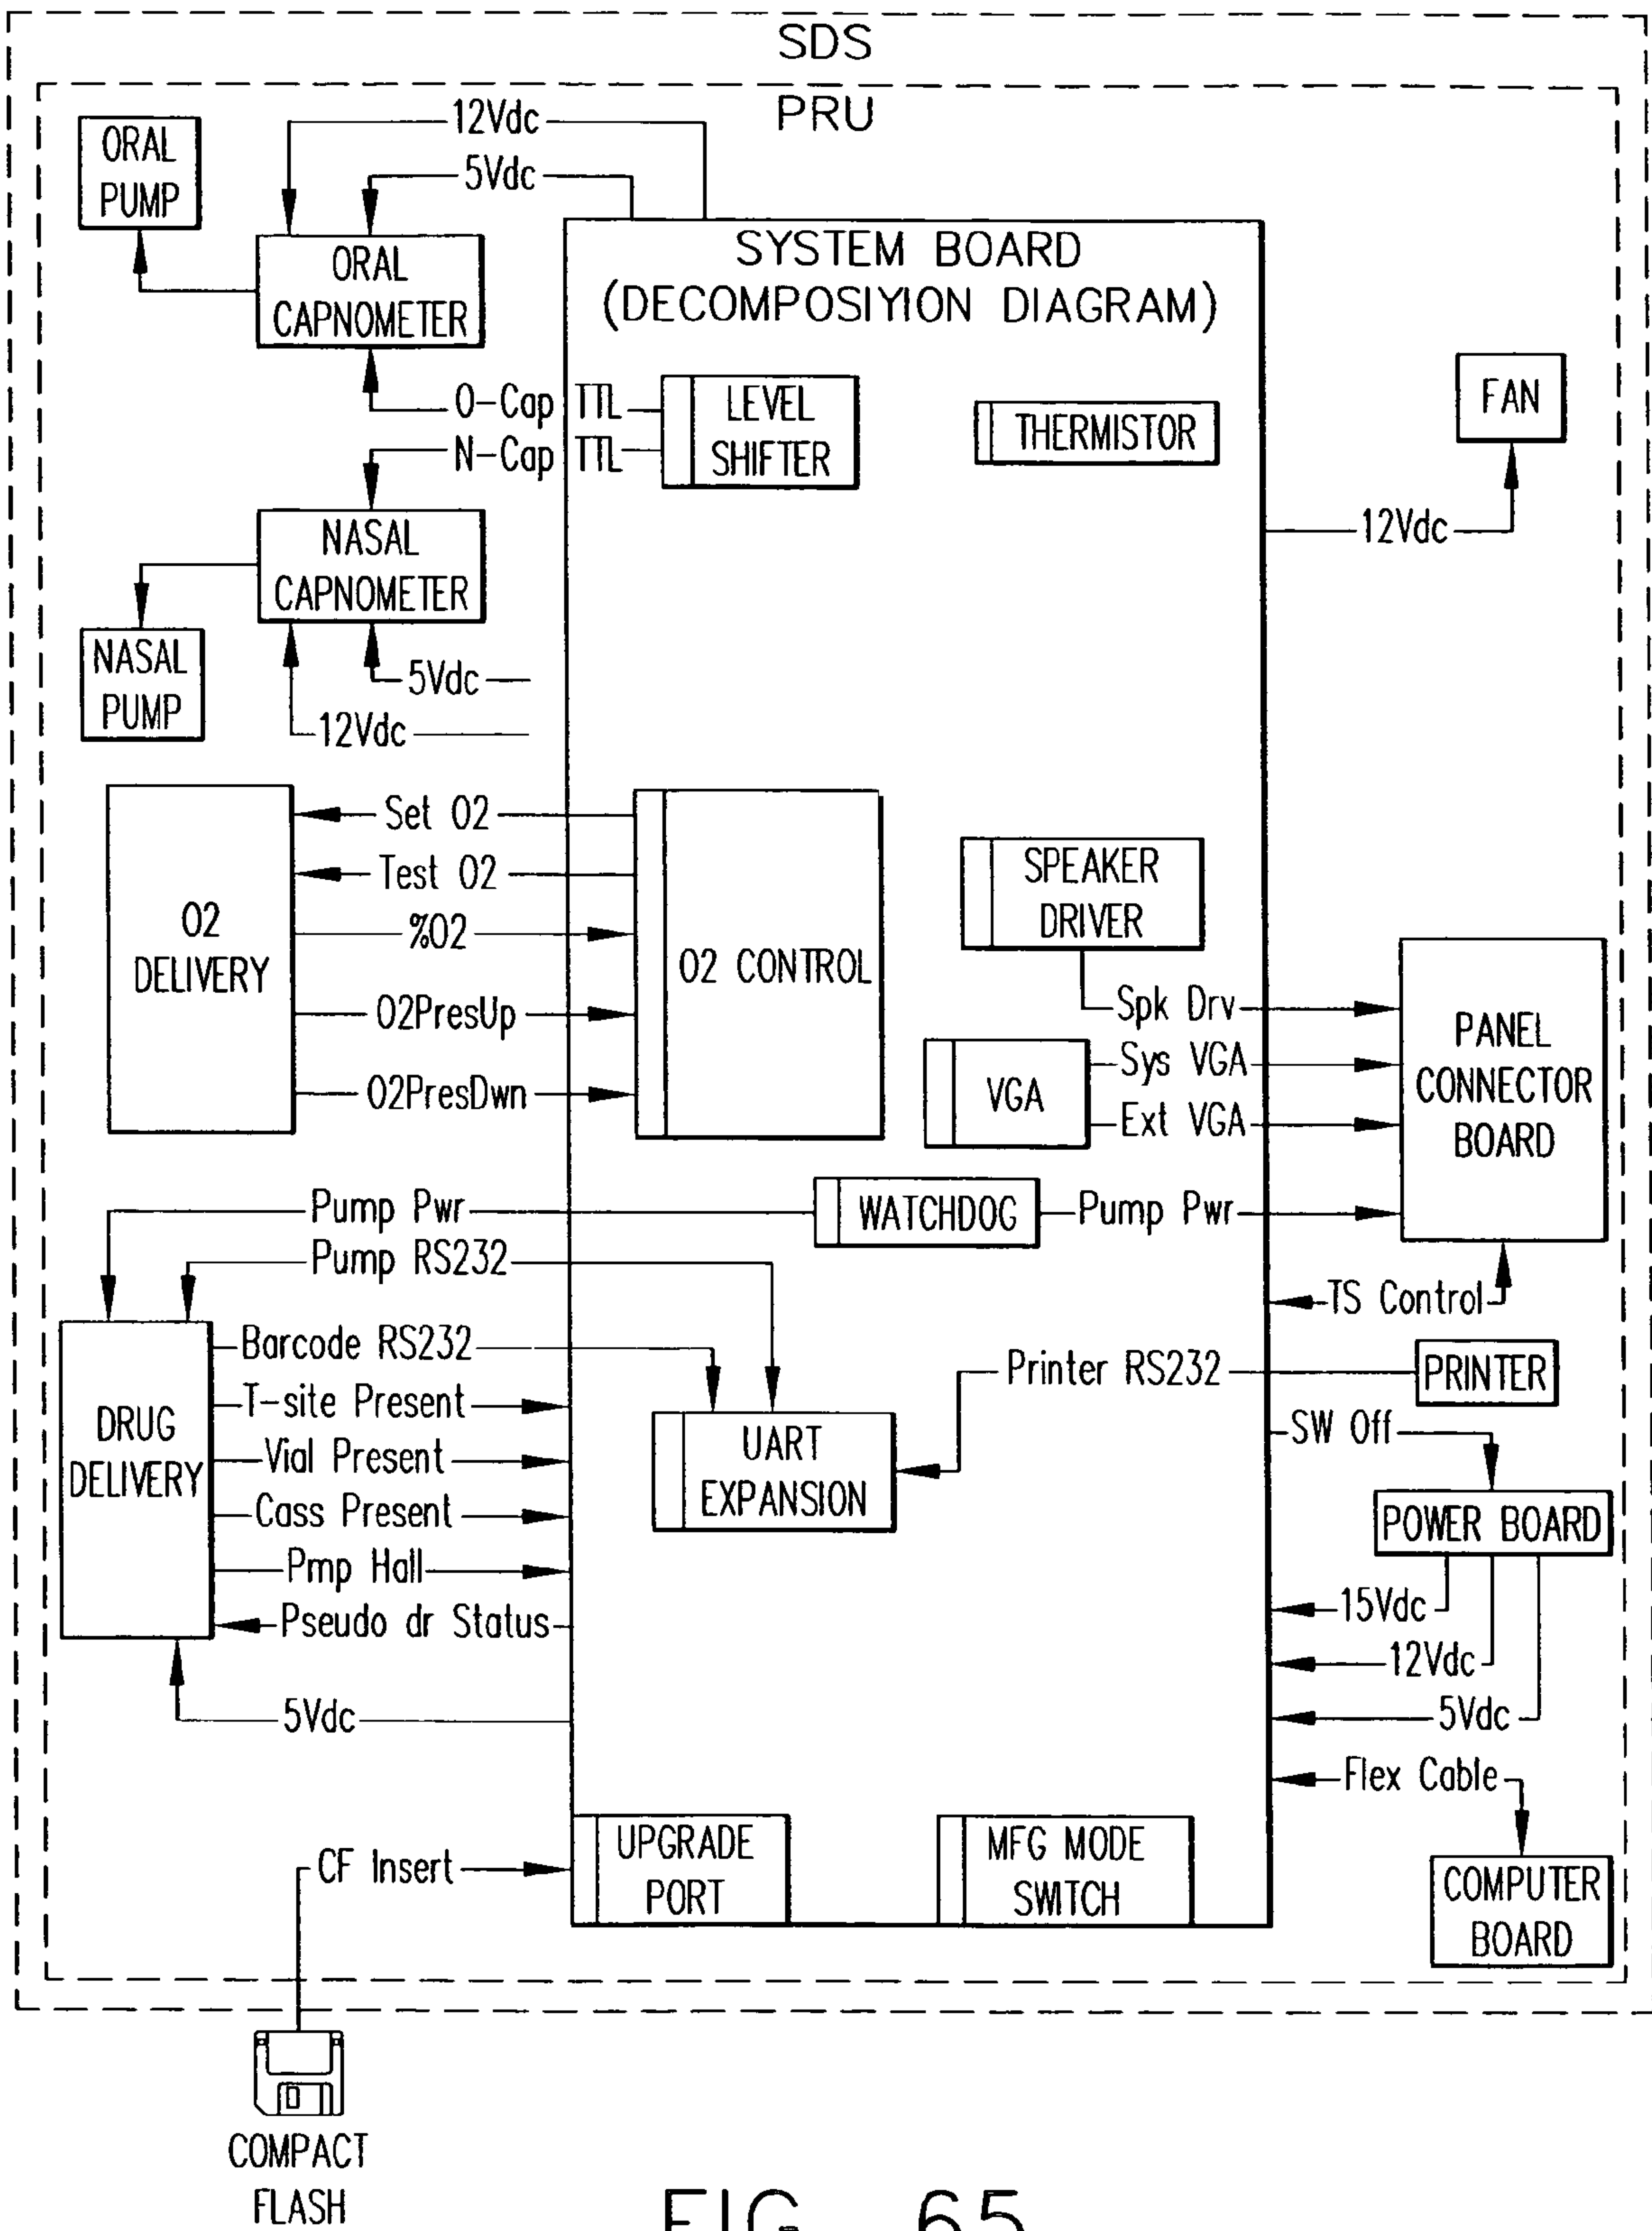 SDS
PRU
ORAL
PUMP
12Vdc
5Vdc
ORAL
CAPNOMETER
SYSTEM BOARD
(DECOMPOSIYION DIAGRAM)
O-Cap TTL
N-Cap TTL
LEVEL
SHIFTER
THERMISTOR
FAN
12Vdc
NASAL
CAPNOMETER
NASAL
PUMP
5Vdc
12Vdc
O2
DELIVERY
Set O2
Test O2
%O2
O2PresUp
O2PresDwn
O2 CONTROL
SPEAKER
DRIVER
Spk Drv
VGA
Sys VGA
Ext VGA
PANEL
CONNECTOR
BOARD
Pump Pwr
WATCHDOG
Pump Pwr
Pump RS232
TS Control
DRUG
DELIVERY
Barcode RS232
T-site Present
Vial Present
Cass Present
Pmp Hall
Pseudo dr Status
5Vdc
UART
EXPANSION
Printer RS232
PRINTER
SW Off
POWER BOARD
15Vdc
12Vdc
5Vdc
Flex Cable
COMPUTER
BOARD
CF Insert
UPGRADE
PORT
MFG MODE
SWITCH
COMPACT
FLASH
FIG. 65